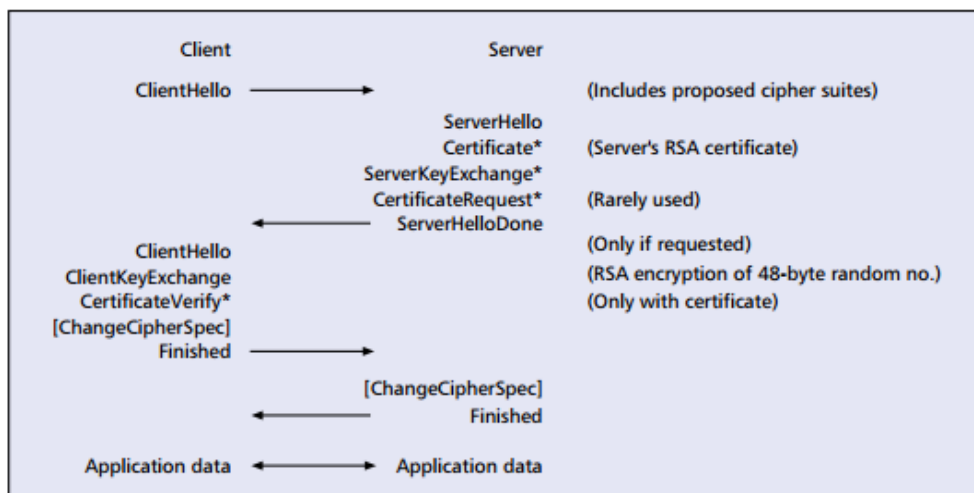 Client Server
ClientHello (Includes proposed cipher suites)
ServerHello
Certificate* (Server's RSA certificate)
ServerKeyExchange*
CertificateRequest* (Rarely used)
ServerHelloDone
ClientHello (Only if requested)
ClientKeyExchange (RSA encryption of 48-byte random no.)
CertificateVerify* (Only with certificate)
[ChangeCipherSpec]
Finished
[ChangeCipherSpec]
Finished
Application data Application data